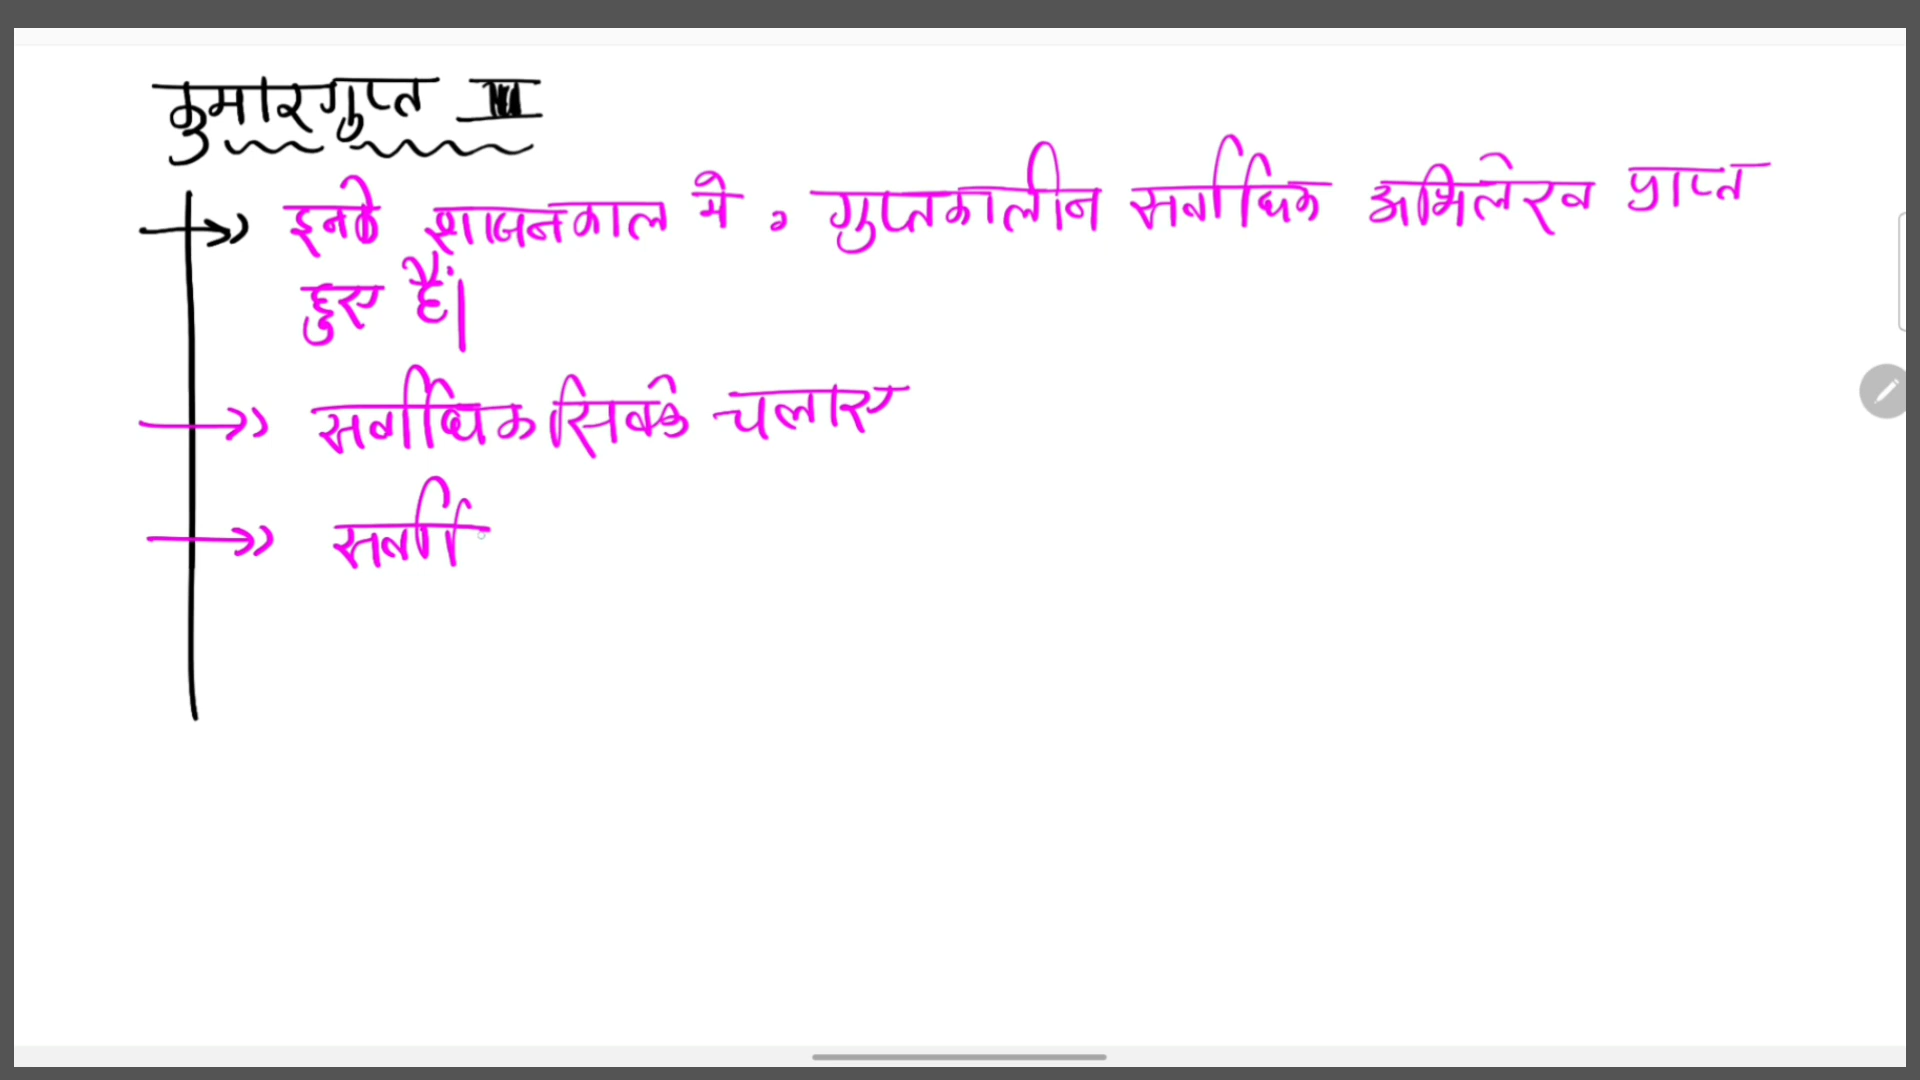 कुमारगुप्त
इनके शासनकाल मे गुप्तकालीन सर्वाधिक अभिलेख प्राप्त
हुए हैं।
सर्वाधिक सिक्के चलाए
सर्वा